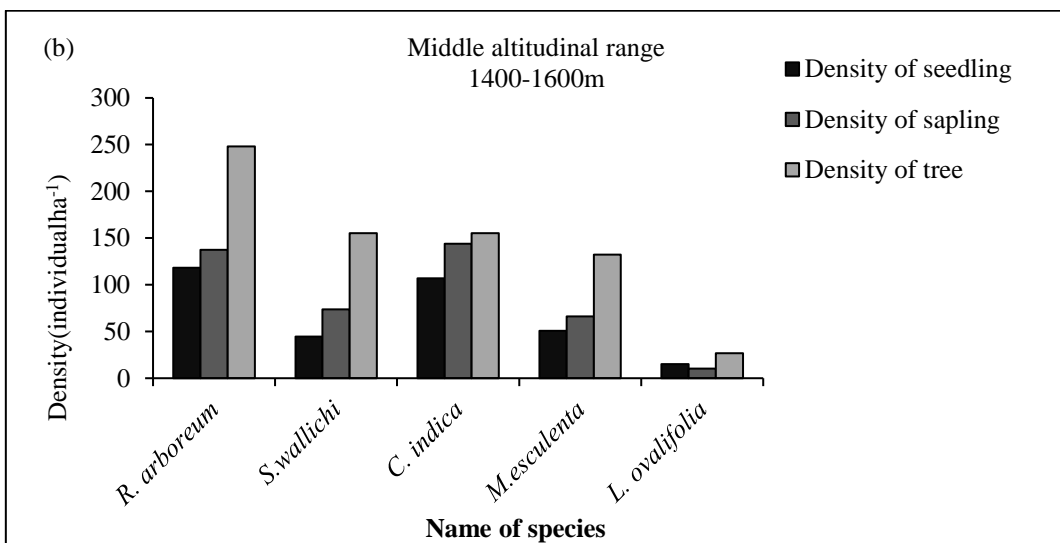 (b)
Middle altitudinal range
1400-1600m
Density of seedling
Density of sapling
Density of tree
Density(individualha⁻¹)
300
250
200
150
100
50
0
R. arboreum
S.wallichi
C. indica
M.esculenta
L. ovalifolia
Name of species